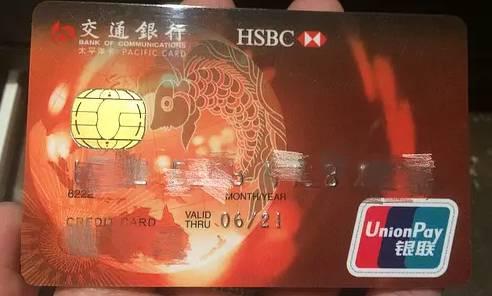 交通銀行
BANK OF COMMUNICATIONS
太平洋卡 PACIFIC CARD
HSBC
8222
MONTH/YEAR
CREDIT CARD
VALID THRU 06/21
UnionPay
银联